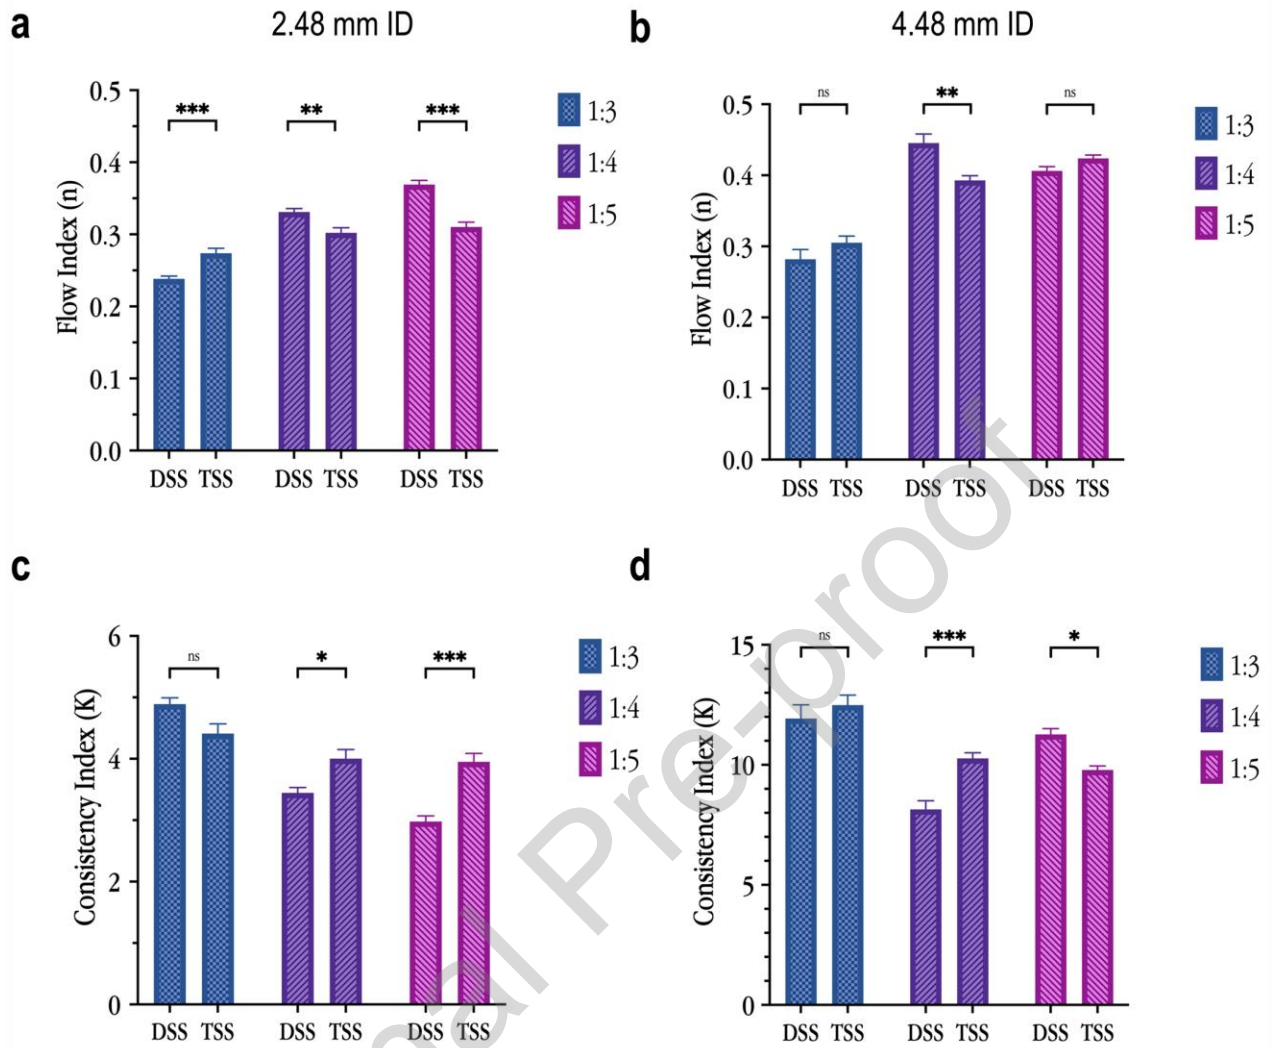 a
2.48 mm ID
b
4.48 mm ID
Flow Index (n)
0.5
0.4
0.3
0.2
0.1
0.0
***
**
***
1:3
1:4
1:5
DSS TSS DSS TSS DSS TSS
Flow Index (n)
0.5
0.4
0.3
0.2
0.1
0.0
ns
**
ns
1:3
1:4
1:5
DSS TSS DSS TSS DSS TSS
c
Consistency Index (K)
6
4
2
0
ns
*
***
1:3
1:4
1:5
DSS TSS DSS TSS DSS TSS
d
Consistency Index (K)
15
10
5
0
ns
***
*
1:3
1:4
1:5
DSS TSS DSS TSS DSS TSS
nal Pre-proof